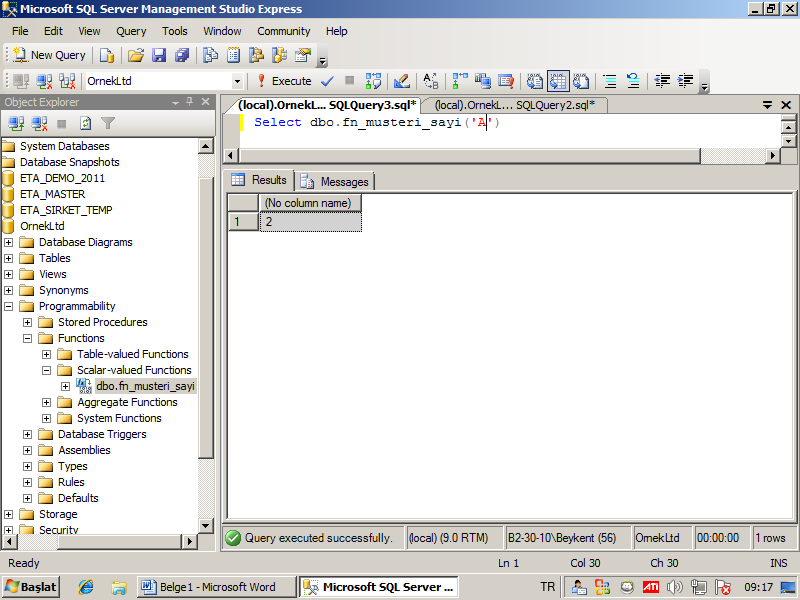 Microsoft SQL Server Management Studio Express
File Edit View Query Tools Window Community Help
New Query
OrnekLtd Execute
Object Explorer
(local).OrnekL... SQLQuery3.sql* (local).OrnekL... SQLQuery2.sql*
Select dbo.fn_musteri_sayi('A')
System Databases
Database Snapshots
ETA_DEMO_2011
ETA_MASTER
ETA_SIRKET_TEMP
OrnekLtd
Database Diagrams
Tables
Views
Synonyms
Programmability
Stored Procedures
Functions
Table-valued Functions
Scalar-valued Functions
dbo.fn_musteri_sayi
Aggregate Functions
System Functions
Database Triggers
Assemblies
Types
Rules
Defaults
Storage
Security
Results Messages
(No column name)
1 2
Query executed successfully. (local) (9.0 RTM) B2-30-10\Beykent (56) OrnekLtd 00:00:00 1 rows
Ready Ln 1 Col 30 Ch 30 INS
Başlat Belge1 - Microsoft Word Microsoft SQL Server ... TR ATI 09:17